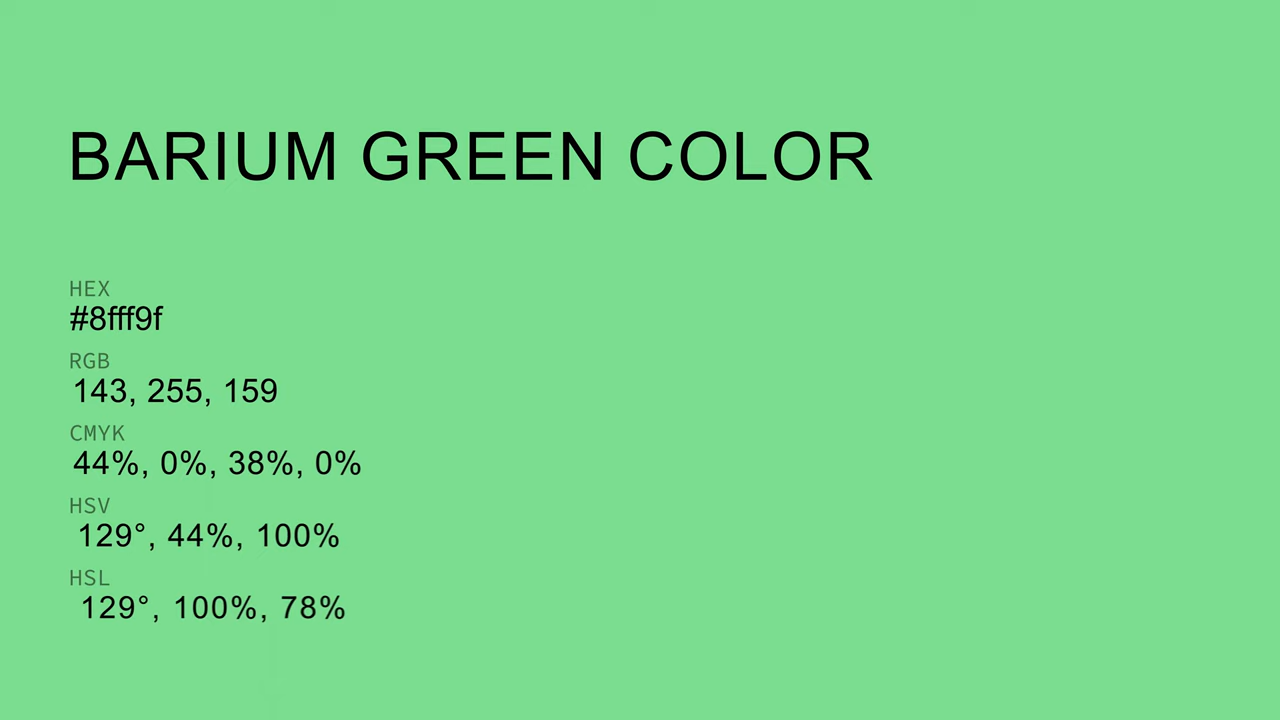 BARIUM GREEN COLOR
HEX
#8fff9f
RGB
143, 255, 159
CMYK
44%, 0%, 38%, 0%
HSV
129°, 44%, 100%
HSL
129°, 100%, 78%